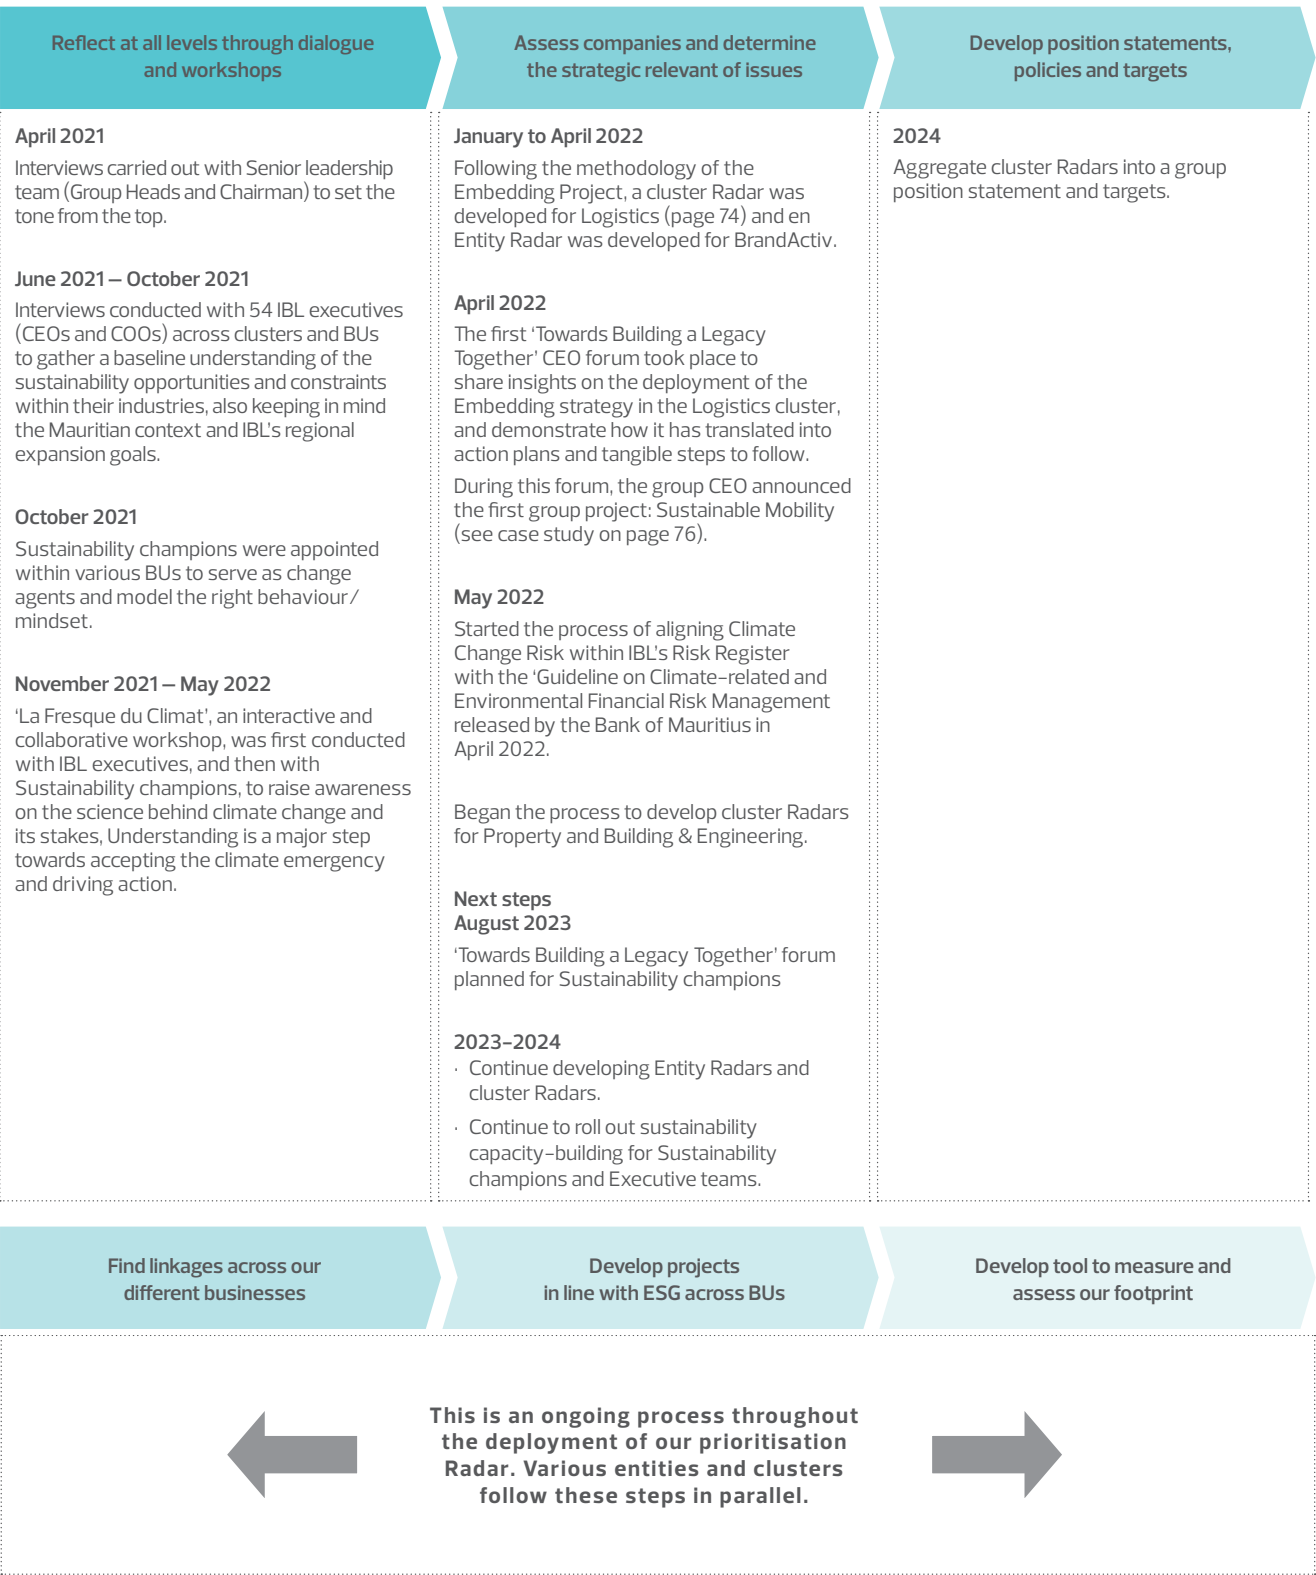 Reflect at all levels through dialogue
and workshops
Assess companies and determine
the strategic relevant of issues
Develop position statements,
policies and targets
April 2021
Interviews carried out with Senior leadership
team (Group Heads and Chairman) to set the
tone from the top.
June 2021 – October 2021
Interviews conducted with 54 IBL executives
(CEOs and COOs) across clusters and BUs
to gather a baseline understanding of the
sustainability opportunities and constraints
within their industries, also keeping in mind
the Mauritian context and IBL's regional
expansion goals.
October 2021
Sustainability champions were appointed
within various BUs to serve as change
agents and model the right behaviour/
mindset.
November 2021 – May 2022
‘La Fresque du Climat’, an interactive and
collaborative workshop, was first conducted
with IBL executives, and then with
Sustainability champions, to raise awareness
on the science behind climate change and
its stakes, Understanding is a major step
towards accepting the climate emergency
and driving action.
January to April 2022
Following the methodology of the
Embedding Project, a cluster Radar was
developed for Logistics (page 74) and en
Entity Radar was developed for BrandActiv.
April 2022
The first ‘Towards Building a Legacy
Together’ CEO forum took place to
share insights on the deployment of the
Embedding strategy in the Logistics cluster,
and demonstrate how it has translated into
action plans and tangible steps to follow.
During this forum, the group CEO announced
the first group project: Sustainable Mobility
(see case study on page 76).
May 2022
Started the process of aligning Climate
Change Risk within IBL's Risk Register
with the ‘Guideline on Climate-related and
Environmental Financial Risk Management
released by the Bank of Mauritius in
April 2022.
Began the process to develop cluster Radars
for Property and Building & Engineering.
Next steps
August 2023
‘Towards Building a Legacy Together’ forum
planned for Sustainability champions
2023-2024
· Continue developing Entity Radars and
cluster Radars.
· Continue to roll out sustainability
capacity-building for Sustainability
champions and Executive teams.
2024
Aggregate cluster Radars into a group
position statement and targets.
Find linkages across our
different businesses
Develop projects
in line with ESG across BUs
Develop tool to measure and
assess our footprint
This is an ongoing process throughout
the deployment of our prioritisation
Radar. Various entities and clusters
follow these steps in parallel.